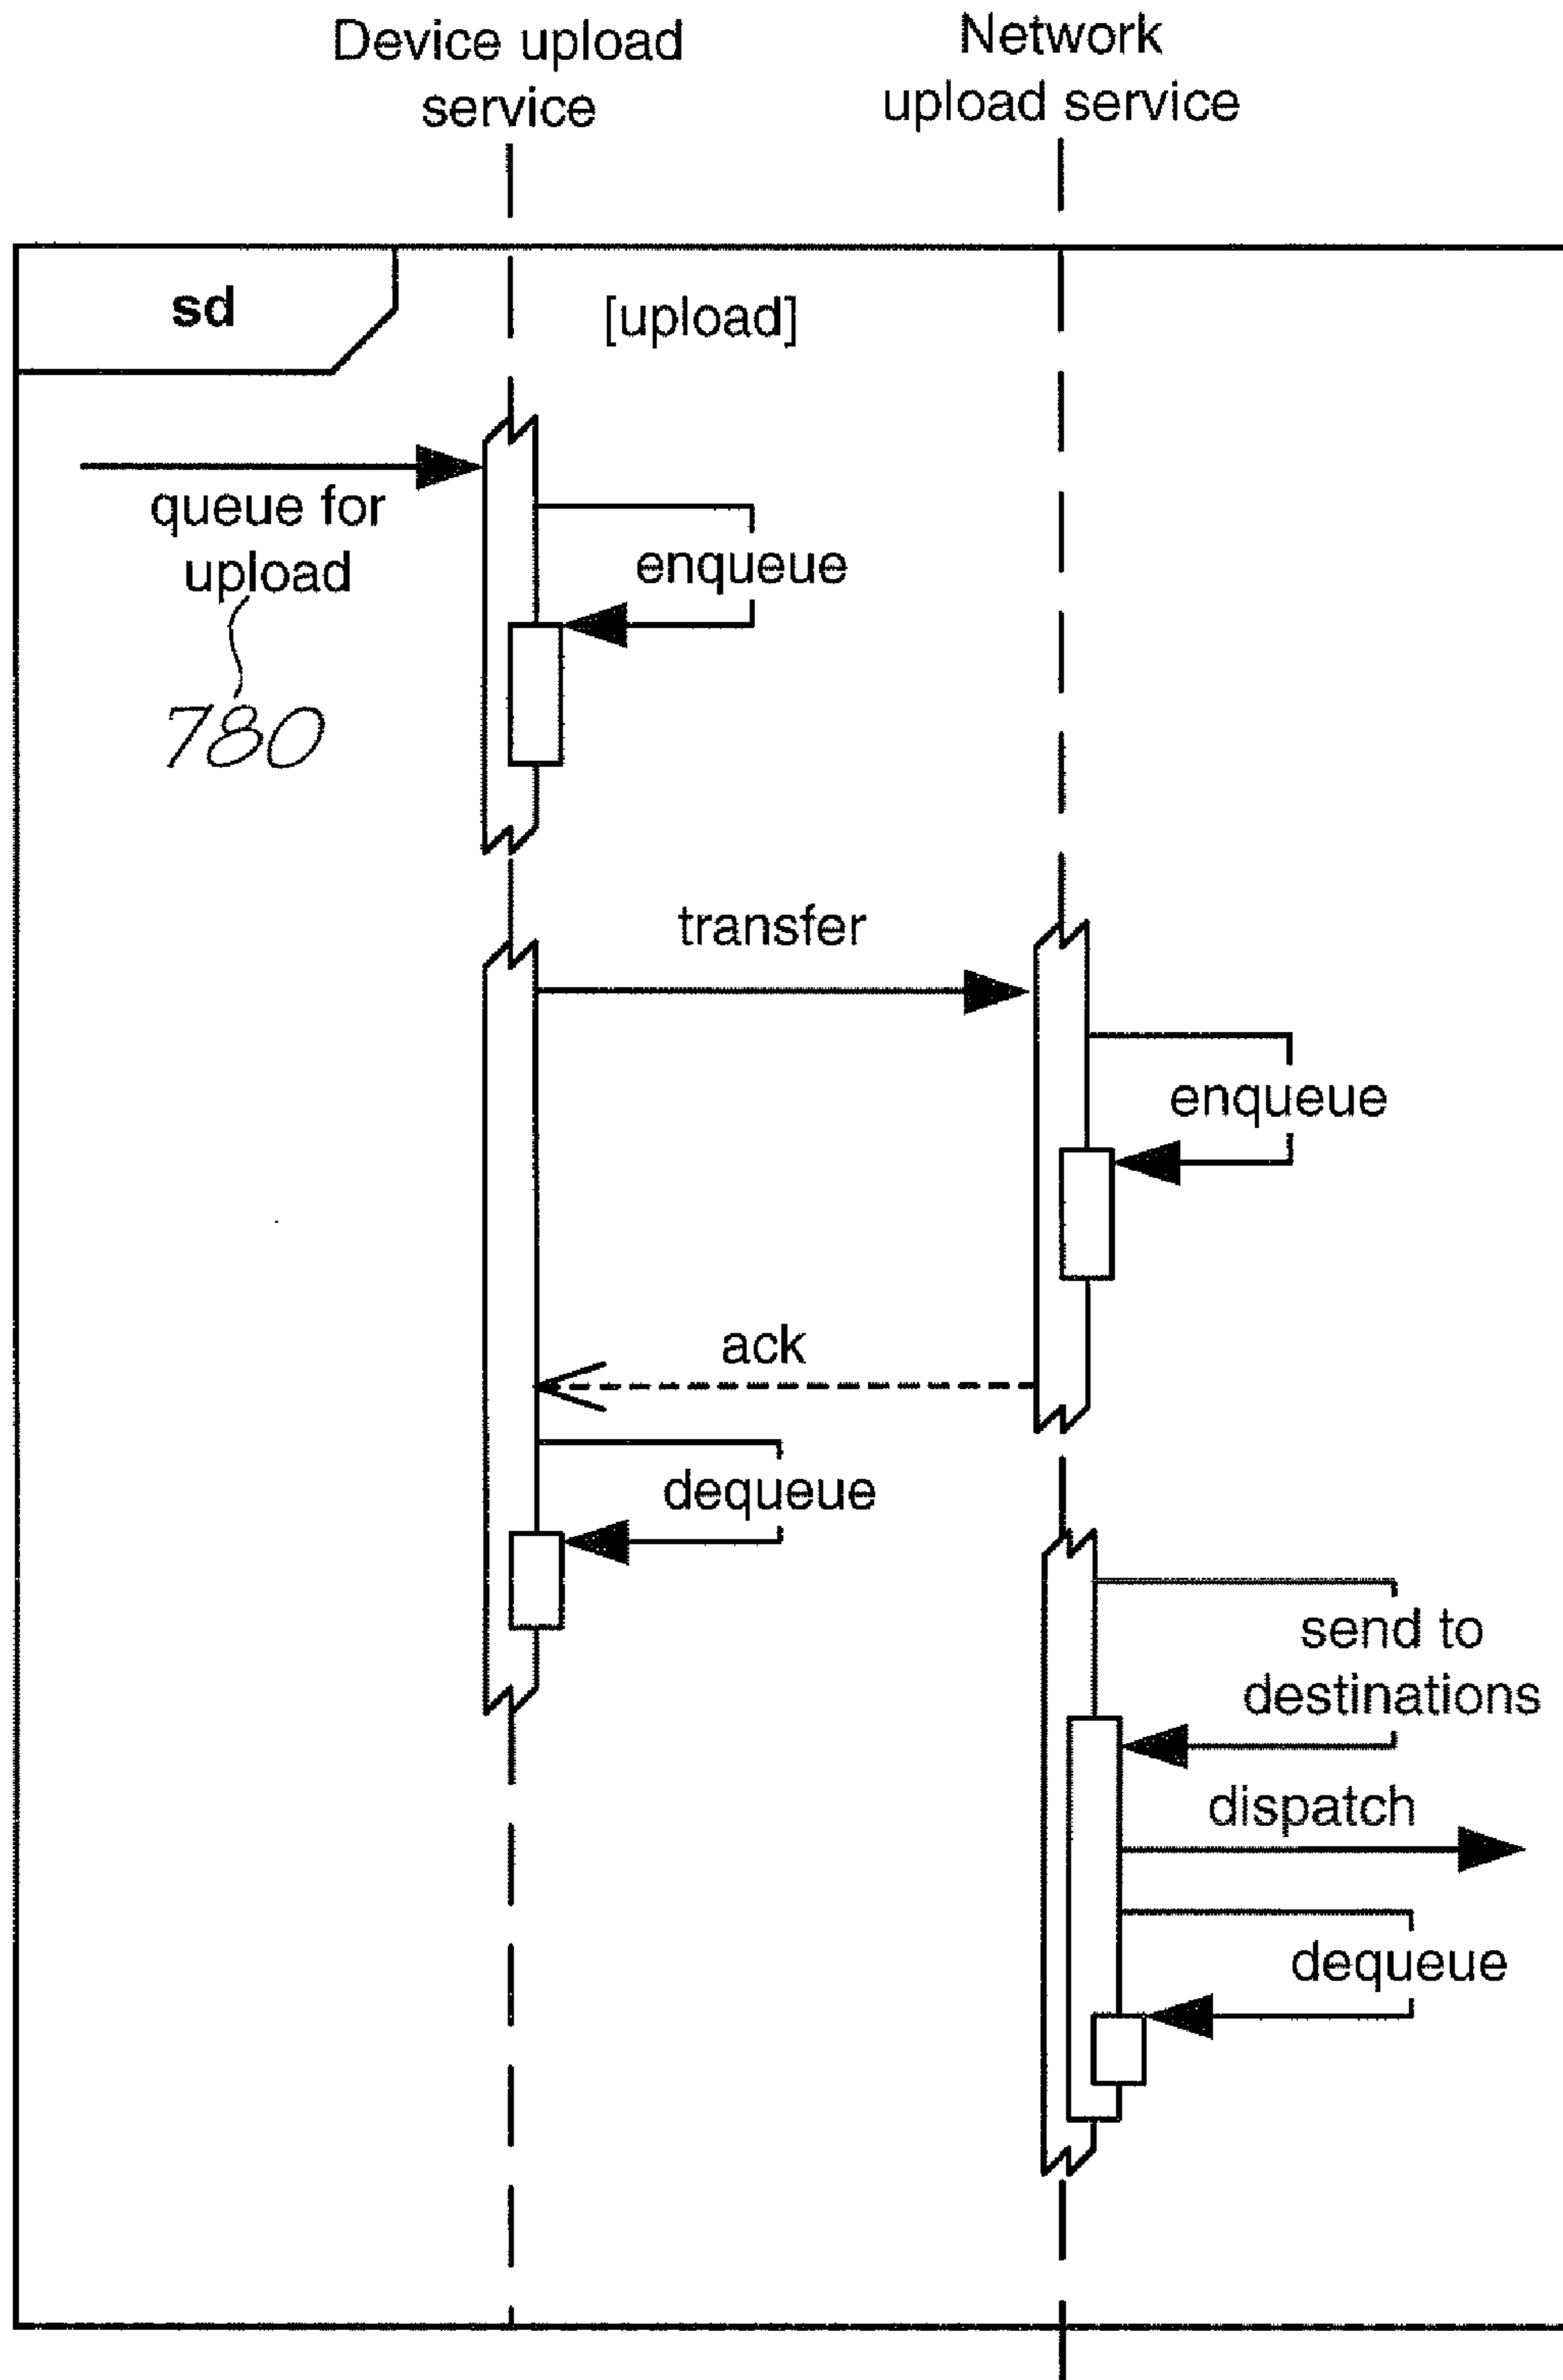 Device upload
service
Network
upload service
sd
[upload]
queue for
upload
780
enqueue
transfer
enqueue
ack
dequeue
send to
destinations
dispatch
dequeue